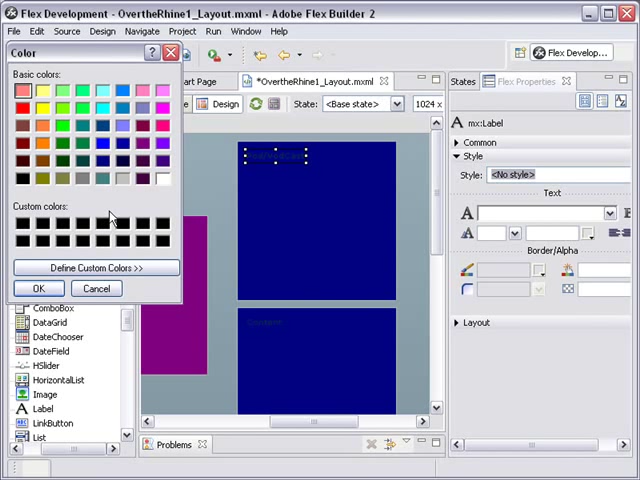 Flex Development - OvertheRhine1_Layout.mxml - Adobe Flex Builder 2
File Edit Source Design Navigate Search Project Run Window Help
Color
Flex Develop...
Basic colors:
art Page
*OvertheRhine1_Layout.mxml
States
Flex Properties
Design
State:
<Base state>
1024 x
mx:Label
Common
Style
Style:
<No style>
Text
Custom colors:
Border/Alpha
Define Custom Colors >>
OK
Cancel
ComboBox
DataGrid
Content
Layout
DateChooser
DateField
HSlider
HorizontalList
Image
Label
LinkButton
List
Problems